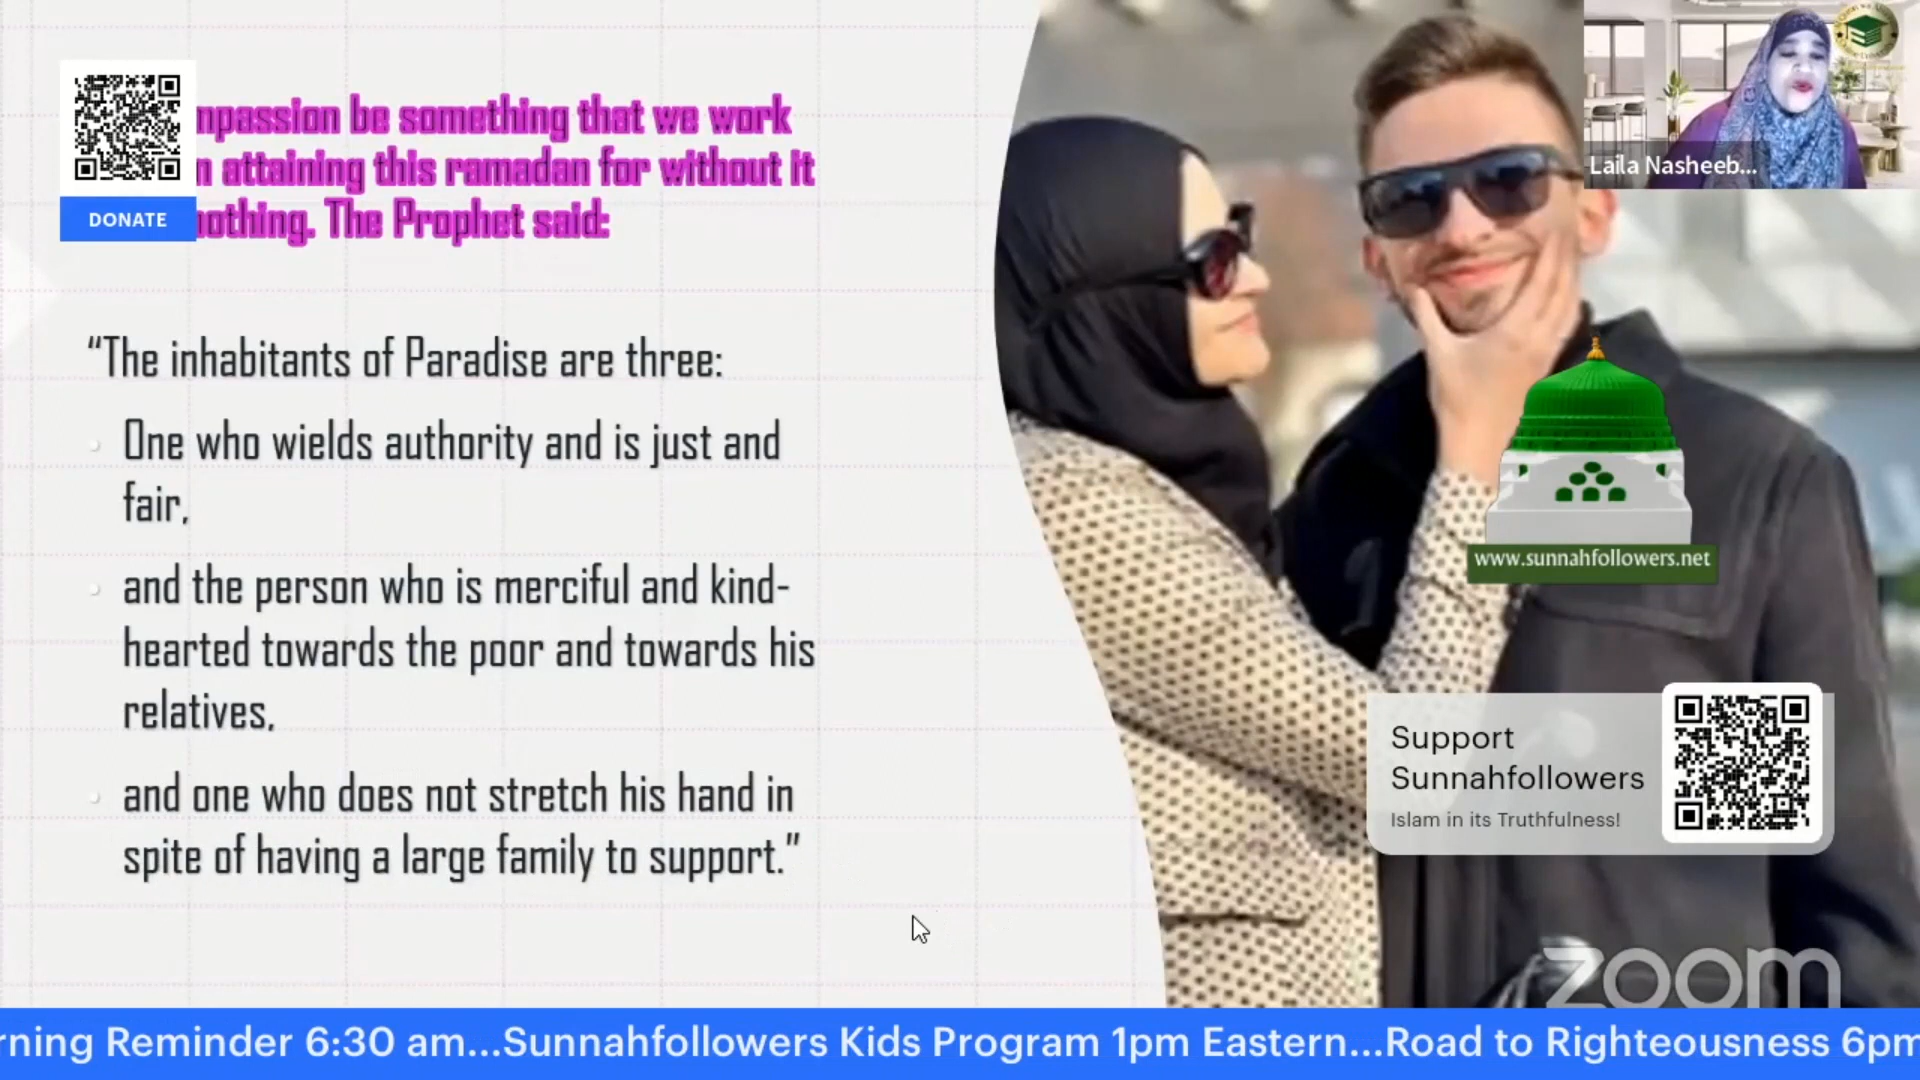 mpassion be something that we work
n attaining this ramadan for without it
nothing. The Prophet said:
DONATE
“The inhabitants of Paradise are three:
One who wields authority and is just and
fair,
and the person who is merciful and kind-
hearted towards the poor and towards his
relatives,
and one who does not stretch his hand in
spite of having a large family to support.”
Laila Nasheeb...
www.sunnahfollowers.net
Support
Sunnahfollowers
Islam in its Truthfulness!
zoom
rning Reminder 6:30 am...Sunnahfollowers Kids Program 1pm Eastern...Road to Righteousness 6pm